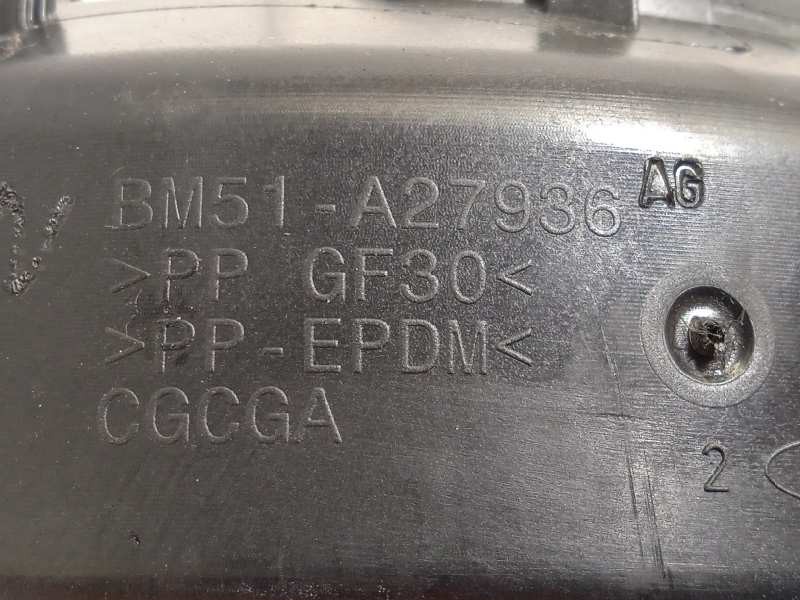 BM51-A27936 AG
>PP GF30<
>PP-EPDM<
CGCGA
2